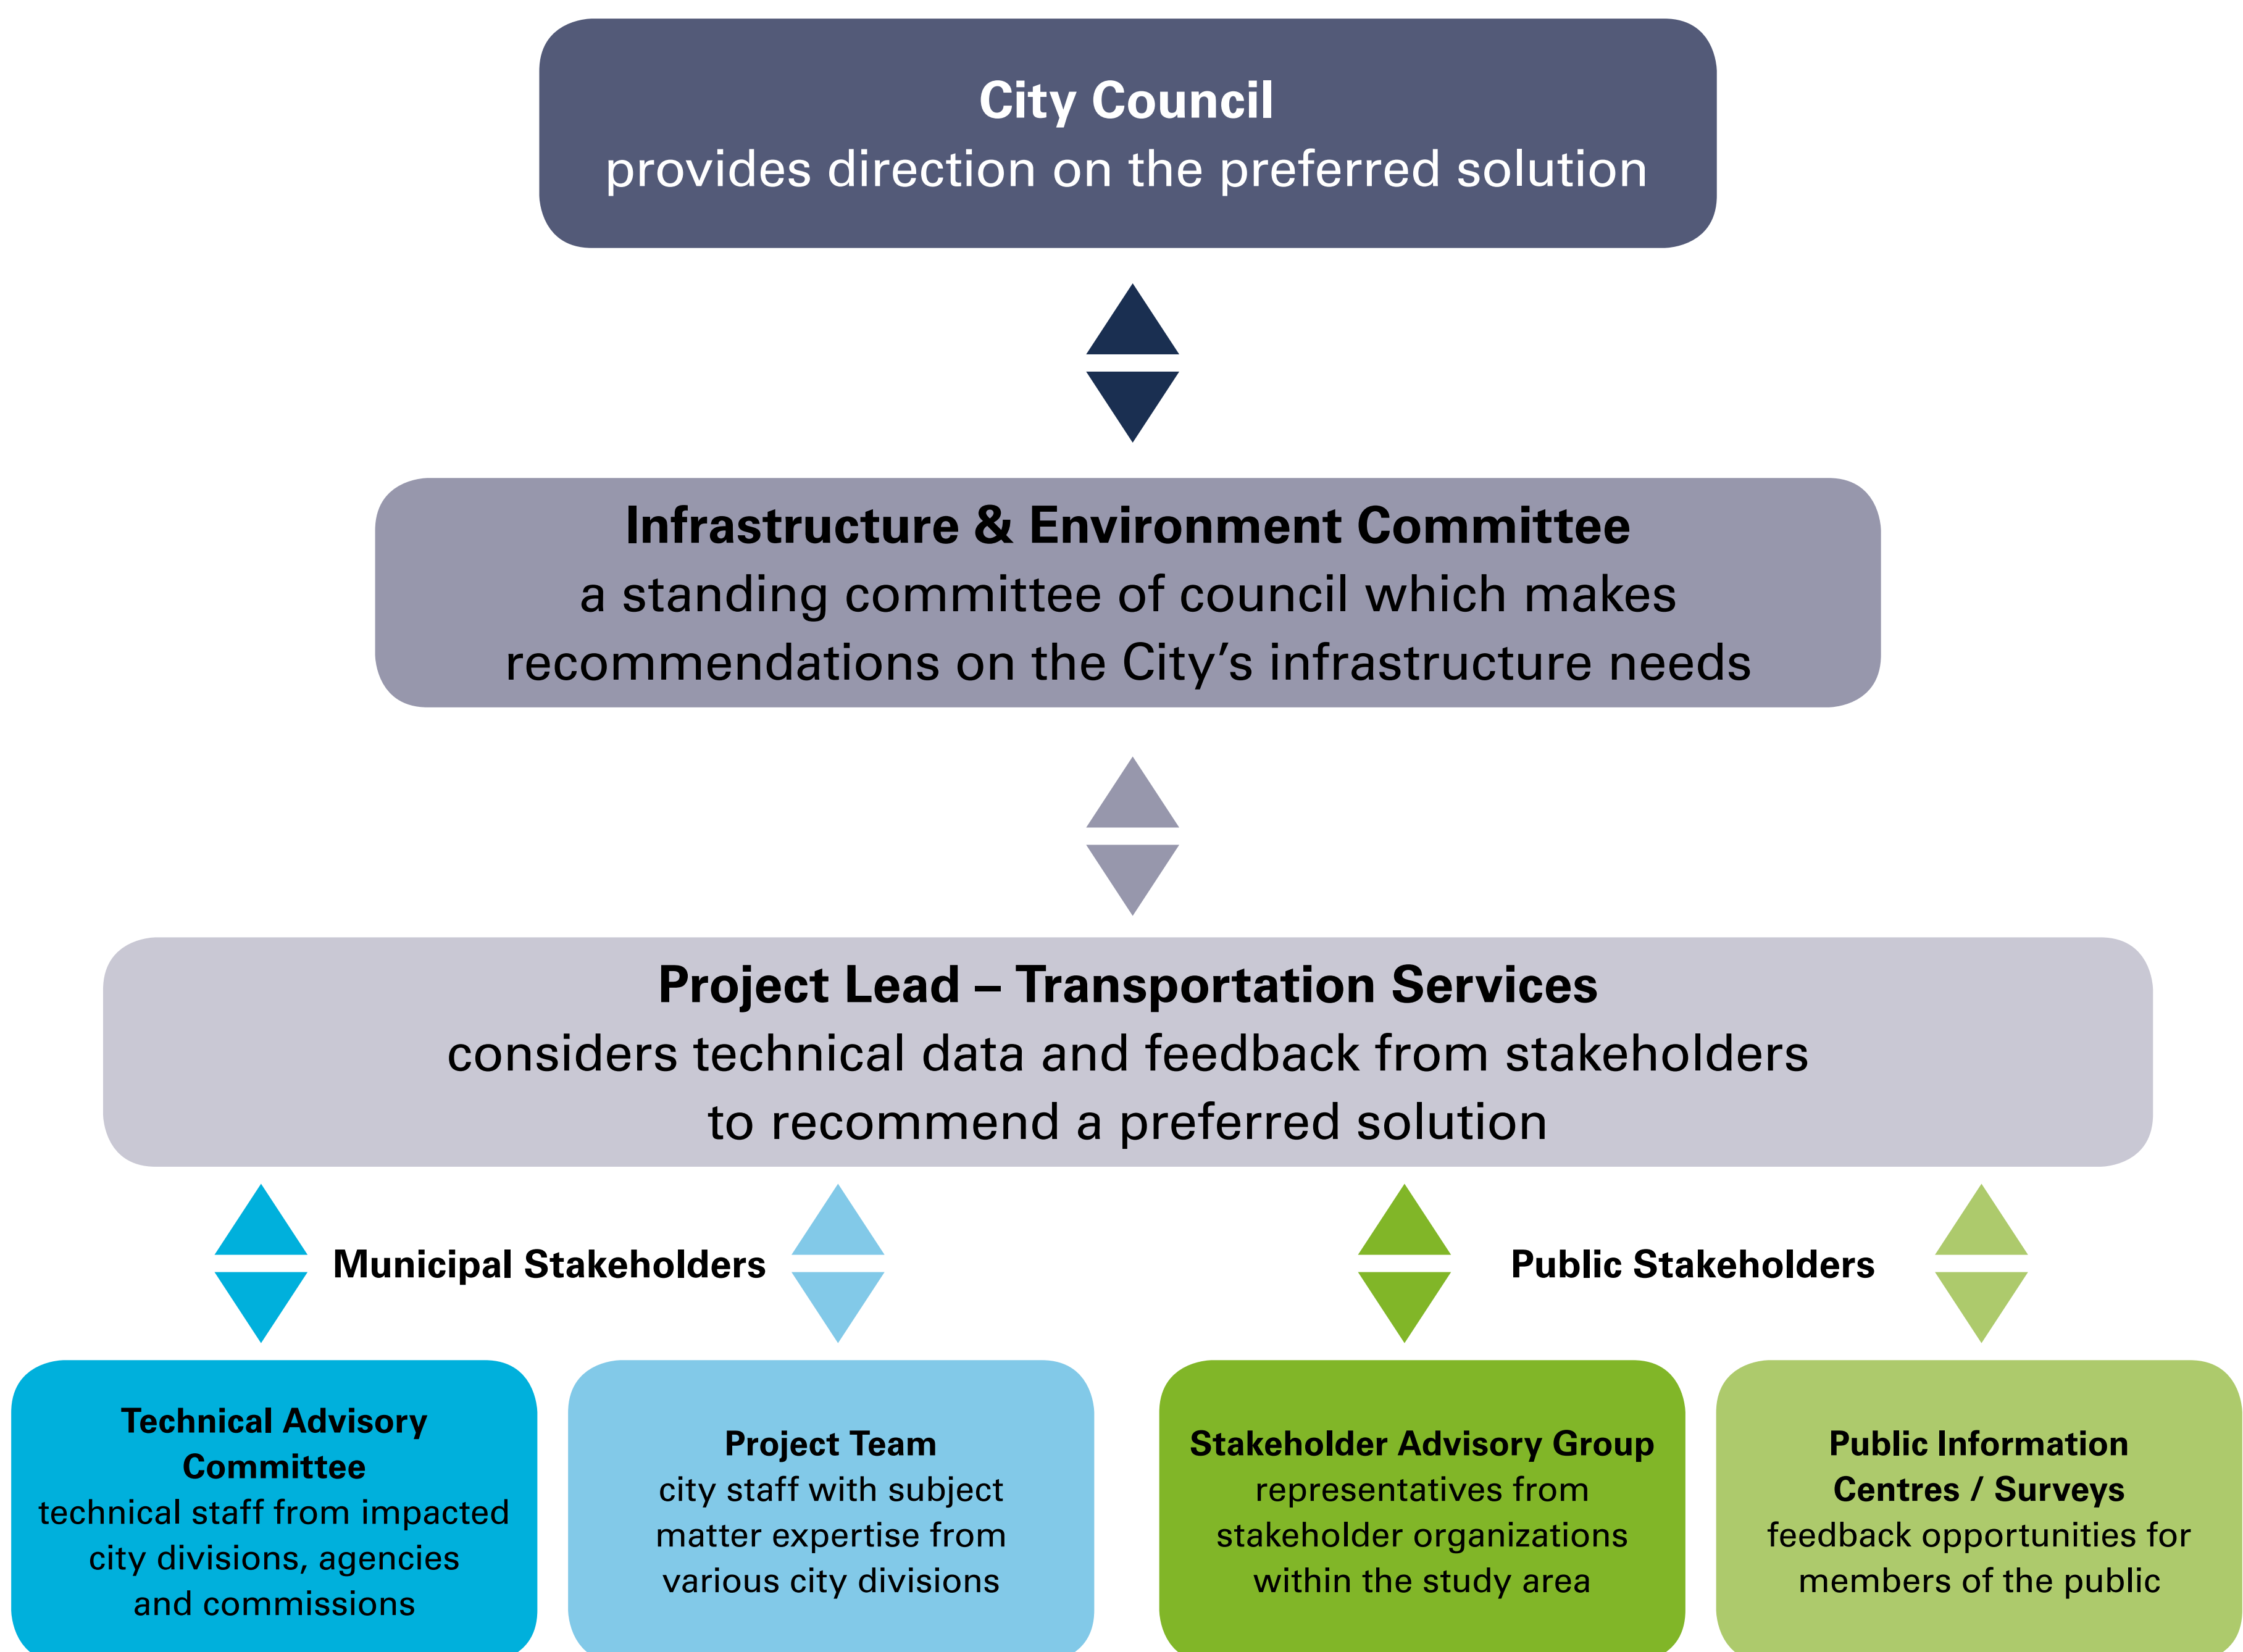 City Council
provides direction on the preferred solution
Infrastructure & Environment Committee
a standing committee of council which makes
recommendations on the City’s infrastructure needs
Project Lead – Transportation Services
considers technical data and feedback from stakeholders
to recommend a preferred solution
Municipal Stakeholders
Public Stakeholders
Technical Advisory
Committee
technical staff from impacted
city divisions, agencies
and commissions
Project Team
city staff with subject
matter expertise from
various city divisions
Stakeholder Advisory Group
representatives from
stakeholder organizations
within the study area
Public Information
Centres / Surveys
feedback opportunities for
members of the public